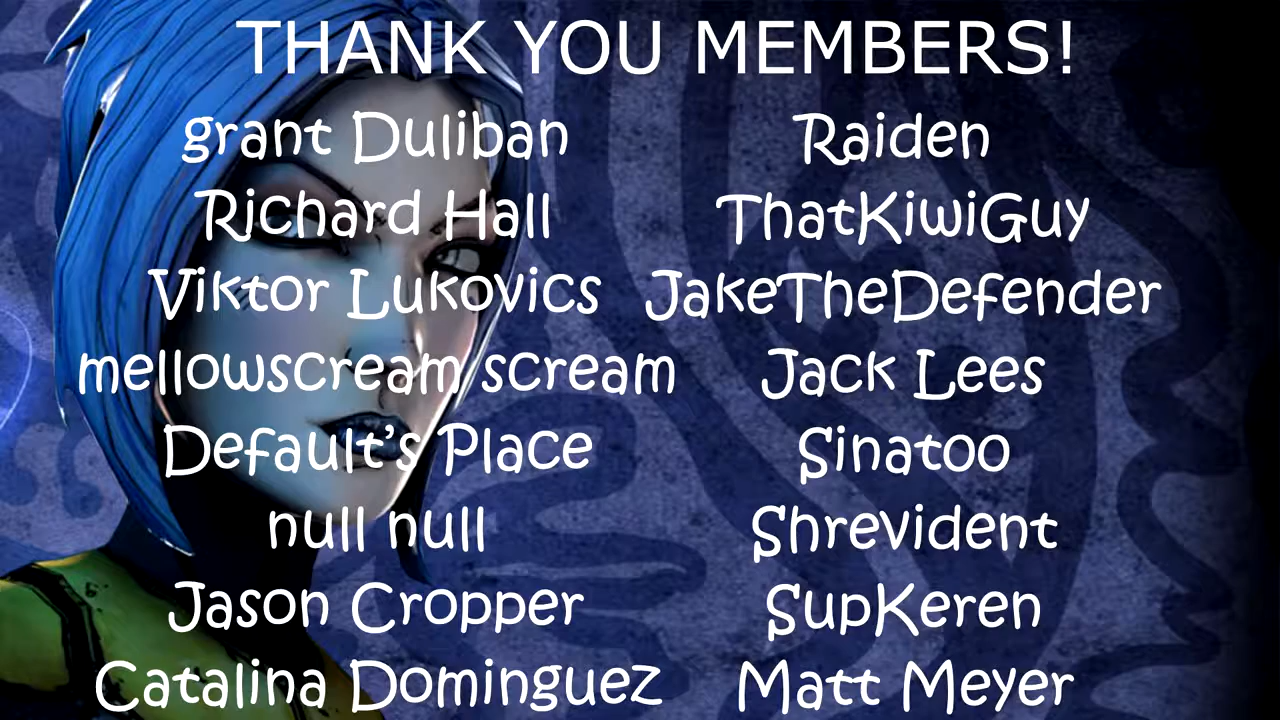 THANK YOU MEMBERS!
grant Duliban
Richard Hall
Viktor Lukovics
mellowscream scream
Default's Place
null null
Jason Cropper
Catalina Dominguez
Raiden
ThatKiwiGuy
JakeTheDefender
Jack Lees
Sinatoo
Shrevident
SupKeren
Matt Meyer